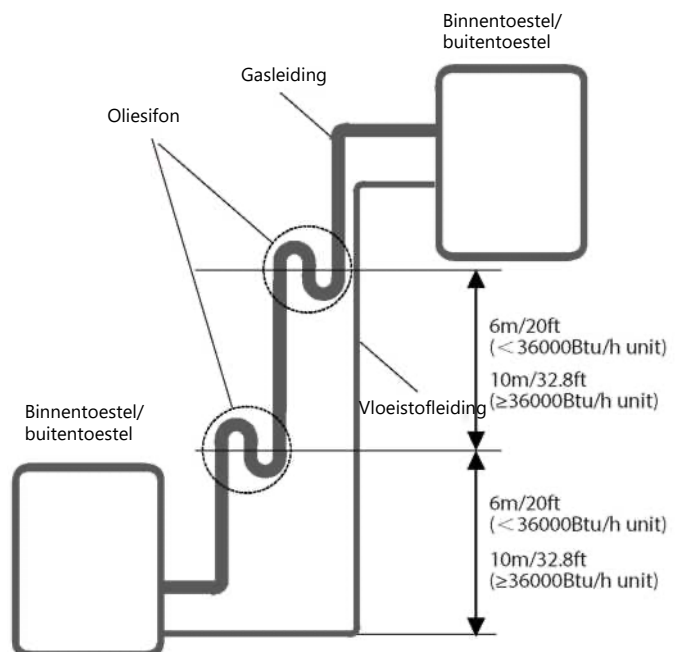 Binnentoestel/
buitentoestel
Gasleiding
Oliesifon
6m/20ft
(<36000Btu/h unit)
10m/32.8ft
(≥36000Btu/h unit)
Vloeistofleiding
Binnentoestel/
buitentoestel
6m/20ft
(<36000Btu/h unit)
10m/32.8ft
(≥36000Btu/h unit)